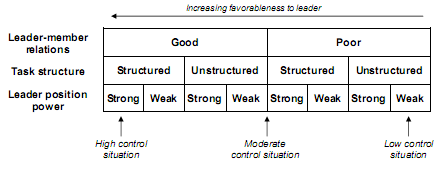 Increasing favorableness to leader
Leader-member relations Good Poor
Task structure Structured Unstructured Structured Unstructured
Leader position power Strong Weak Strong Weak Strong Weak Strong Weak
High control situation Moderate control situation Low control situation